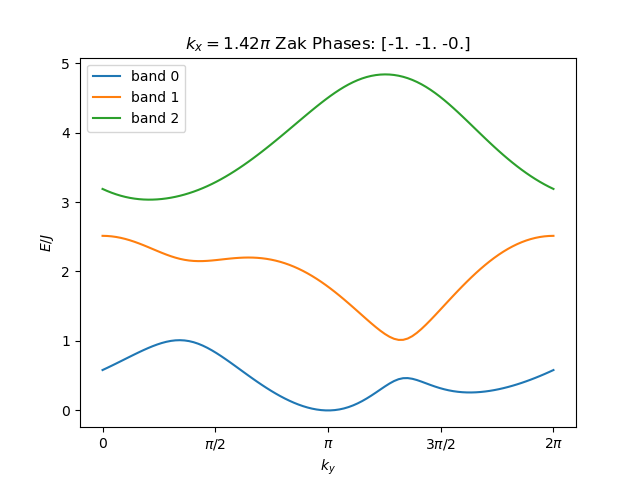 k_x = 1.42π Zak Phases: [-1. -1. -0.]
band 0
band 1
band 2
E/J
5
4
3
2
1
0
0 π/2 π 3π/2 2π
k_y